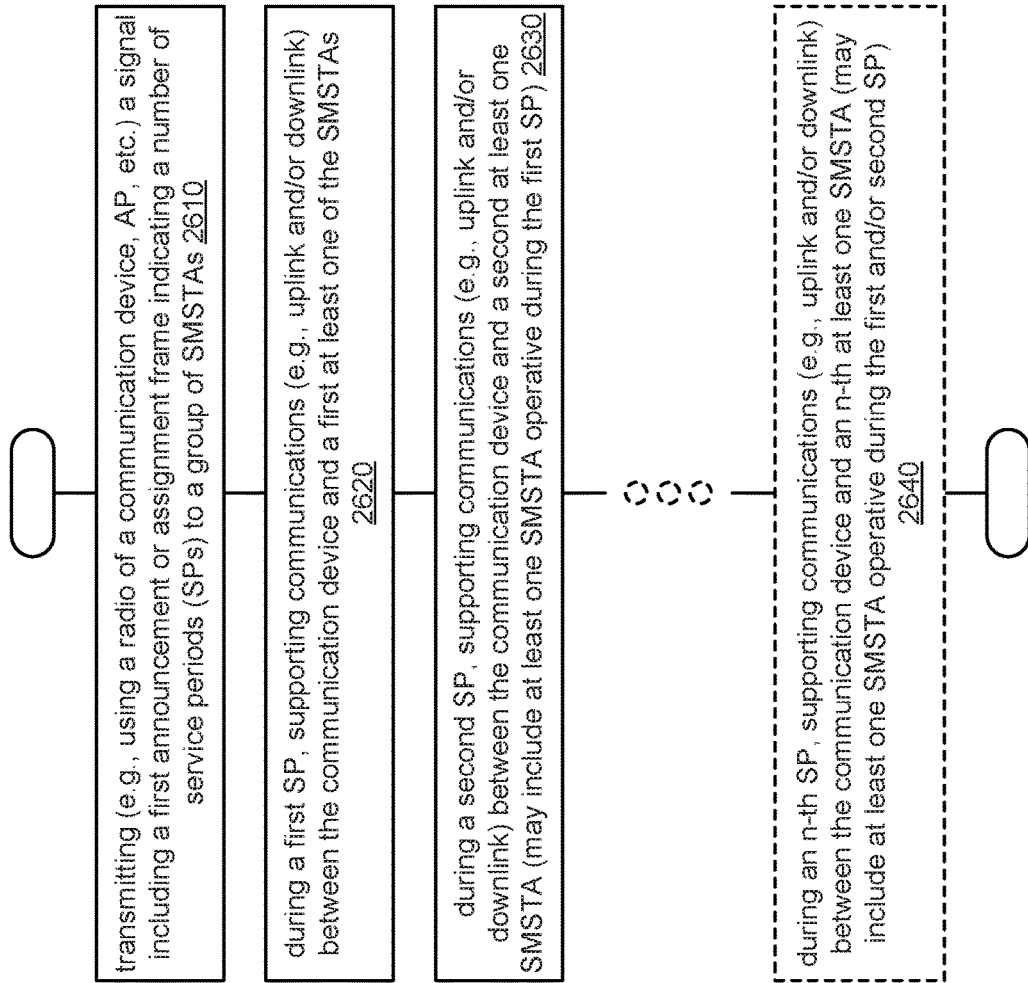 transmitting (e.g., using a radio of a communication device, AP, etc.) a signal
including a first announcement or assignment frame indicating a number of
service periods (SPs) to a group of SMSTAs 2610
during a first SP, supporting communications (e.g., uplink and/or downlink)
between the communication device and a first at least one of the SMSTAs
2620
during a second SP, supporting communications (e.g., uplink and/or
downlink) between the communication device and a second at least one
SMSTA (may include at least one SMSTA operative during the first SP) 2630
during an n-th SP, supporting communications (e.g., uplink and/or downlink)
between the communication device and an n-th at least one SMSTA (may
include at least one SMSTA operative during the first and/or second SP)
2640